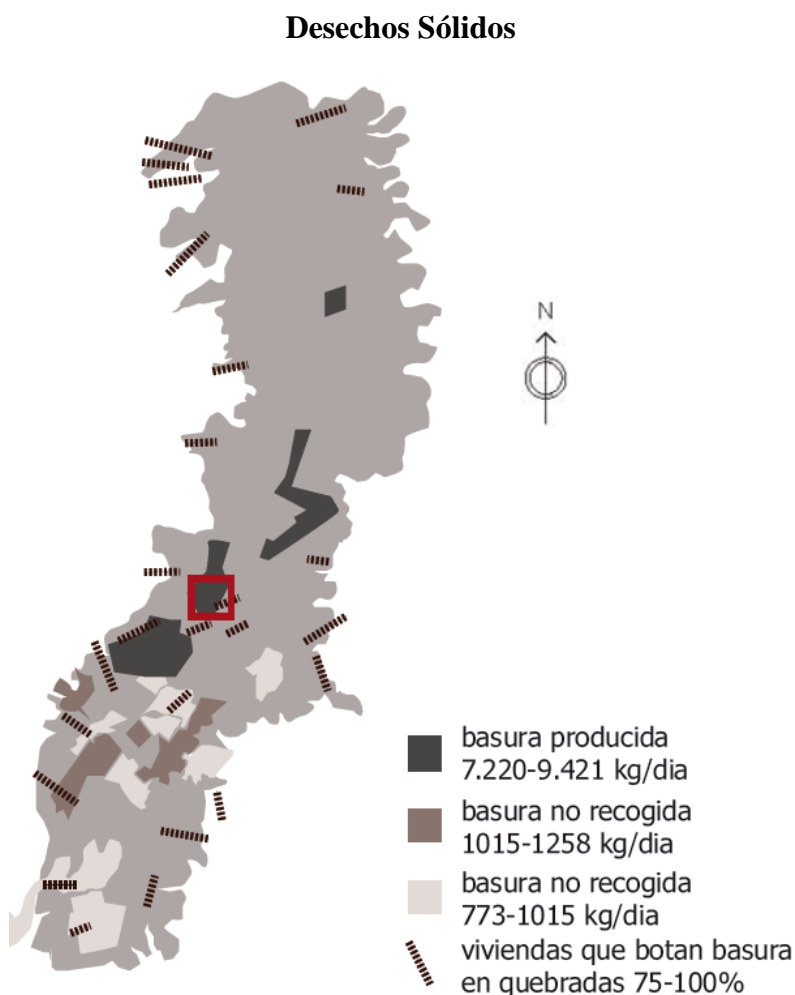 Desechos Sólidos
N
basura producida
7.220-9.421 kg/dia
basura no recogida
1015-1258 kg/dia
basura no recogida
773-1015 kg/dia
viviendas que botan basura
en quebradas 75-100%